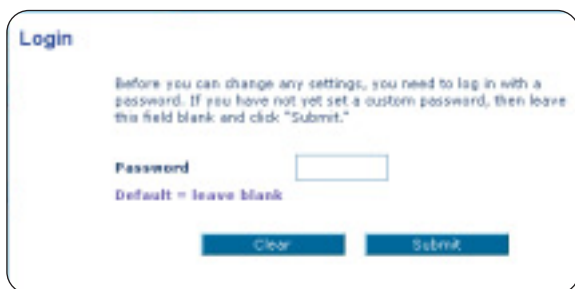 Login
Before you can change any settings, you need to log in with a
password. If you have not yet set a custom password, then leave
this field blank and click "Submit."
Password
Default = leave blank
Clear Submit